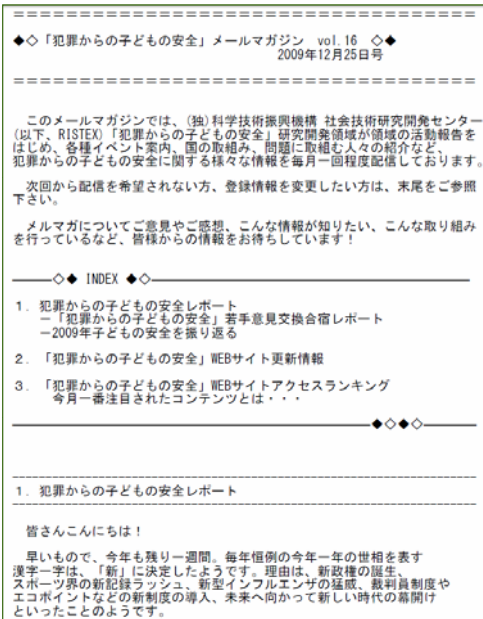 ======================================
◆◇「犯罪からの子どもの安全」メールマガジン vol.16 ◇◆
2009年12月25日号
======================================
このメールマガジンでは、(独)科学技術振興機構 社会技術研究開発センター
(以下、RISTEX)「犯罪からの子どもの安全」研究開発領域が領域の活動報告を
はじめ、各種イベント案内、国の取組み、問題に取組む人々の紹介など、
犯罪からの子どもの安全に関する様々な情報を毎月一回程度配信しております。
次回から配信を希望されない方、登録情報を変更したい方は、末尾をご参照
下さい。
メルマガについてご意見やご感想、こんな情報が知りたい、こんな取り組み
を行っているなど、皆様からの情報をお待ちしています!
――◇◆ INDEX ◆◇――――――――――――――――――――
1. 犯罪からの子どもの安全レポート
-「犯罪からの子どもの安全」若手意見交換合宿レポート
-2009年子どもの安全を振り返る
2. 「犯罪からの子どもの安全」WEBサイト更新情報
3. 「犯罪からの子どもの安全」WEBサイトアクセスランキング
今月一番注目されたコンテンツとは・・・
――――――――――――――――――――――――◆◇◆◇―――
--------------------------------------
1. 犯罪からの子どもの安全レポート
--------------------------------------
皆さんこんにちは!
早いもので、今年も残り一週間。毎年恒例の今年一年の世相を表す
漢字一字は、「新」に決定したようです。理由は、新政権の誕生、
スポーツ界の新記録ラッシュ、新型インフルエンザの猛威、裁判員制度や
エコポイントなどの新制度の導入、未来へ向かって新しい時代の幕開け
といったことのようです。